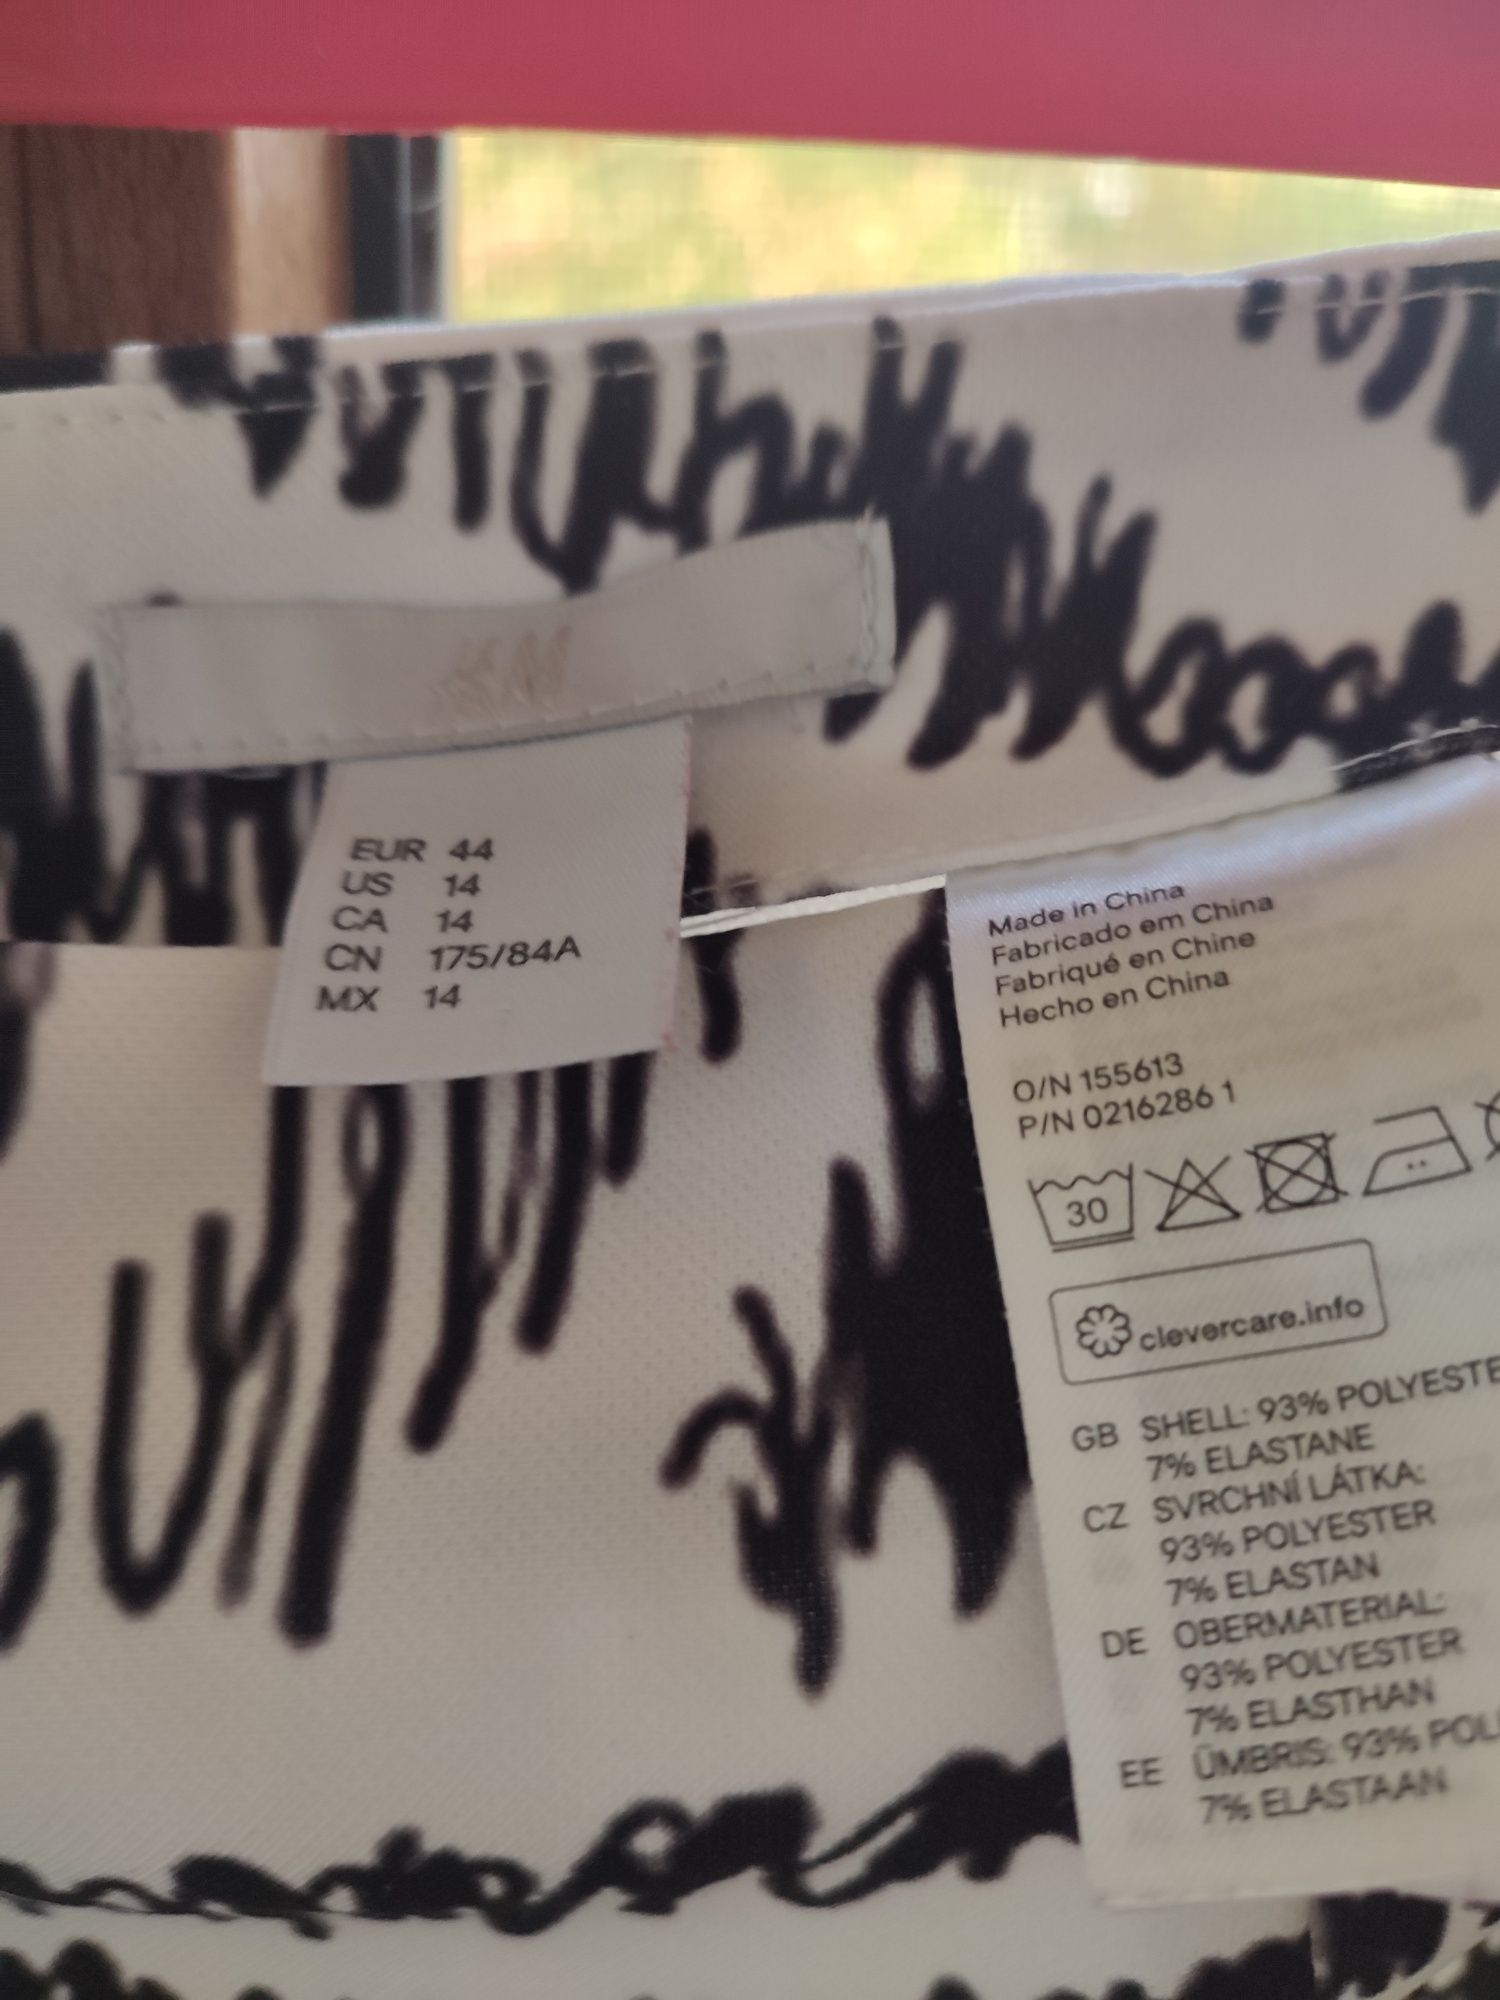 H&M
EUR 44
US 14
CA 14
CN 175/84A
MX 14
Made in China
Fabricado em China
Fabriqué en Chine
Hecho en China
O/N 155613
P/N 0216286 1
30
clevercare.info
GB SHELL: 93% POLYESTE
7% ELASTANE
CZ SVRCHNÍ LÁTKA:
93% POLYESTER
7% ELASTAN
DE OBERMATERIAL:
93% POLYESTER
7% ELASTHAN
EE ÜMBRIS: 93% POL
7% ELASTAAN